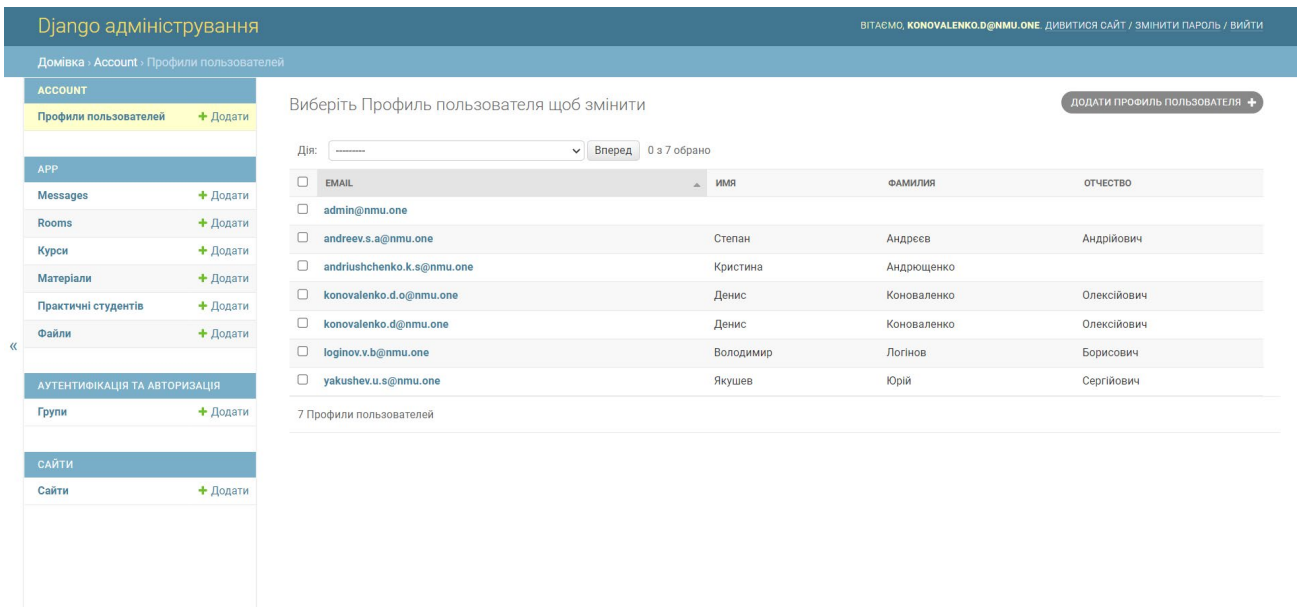 Django адміністрування
ВІТАЄМО, KONOVALENKO.D@NMU.ONE. ДИВИТИСЯ САЙТ / ЗМІНИТИ ПАРОЛЬ / ВИЙТИ
Домівка › Account › Профили пользователей
ACCOUNT
Профили пользователей + Додати
APP
Messages + Додати
Rooms + Додати
Курси + Додати
Матеріали + Додати
Практичні студентів + Додати
Файли + Додати
«
АУТЕНТИФІКАЦІЯ ТА АВТОРИЗАЦІЯ
Групи + Додати
САЙТИ
Сайти + Додати
Виберіть Профиль пользователя щоб змінити
ДОДАТИ ПРОФИЛЬ ПОЛЬЗОВАТЕЛЯ +
Дія: --------- Вперед 0 з 7 обрано
EMAIL ИМЯ ФАМИЛИЯ ОТЧЕСТВО
admin@nmu.one
andreev.s.a@nmu.one Степан Андрєєв Андрійович
andriushchenko.k.s@nmu.one Кристина Андрющенко
konovalenko.d.o@nmu.one Денис Коноваленко Олексійович
konovalenko.d@nmu.one Денис Коноваленко Олексійович
loginov.v.b@nmu.one Володимир Логінов Борисович
yakushev.u.s@nmu.one Якушев Юрій Сергійович
7 Профили пользователей